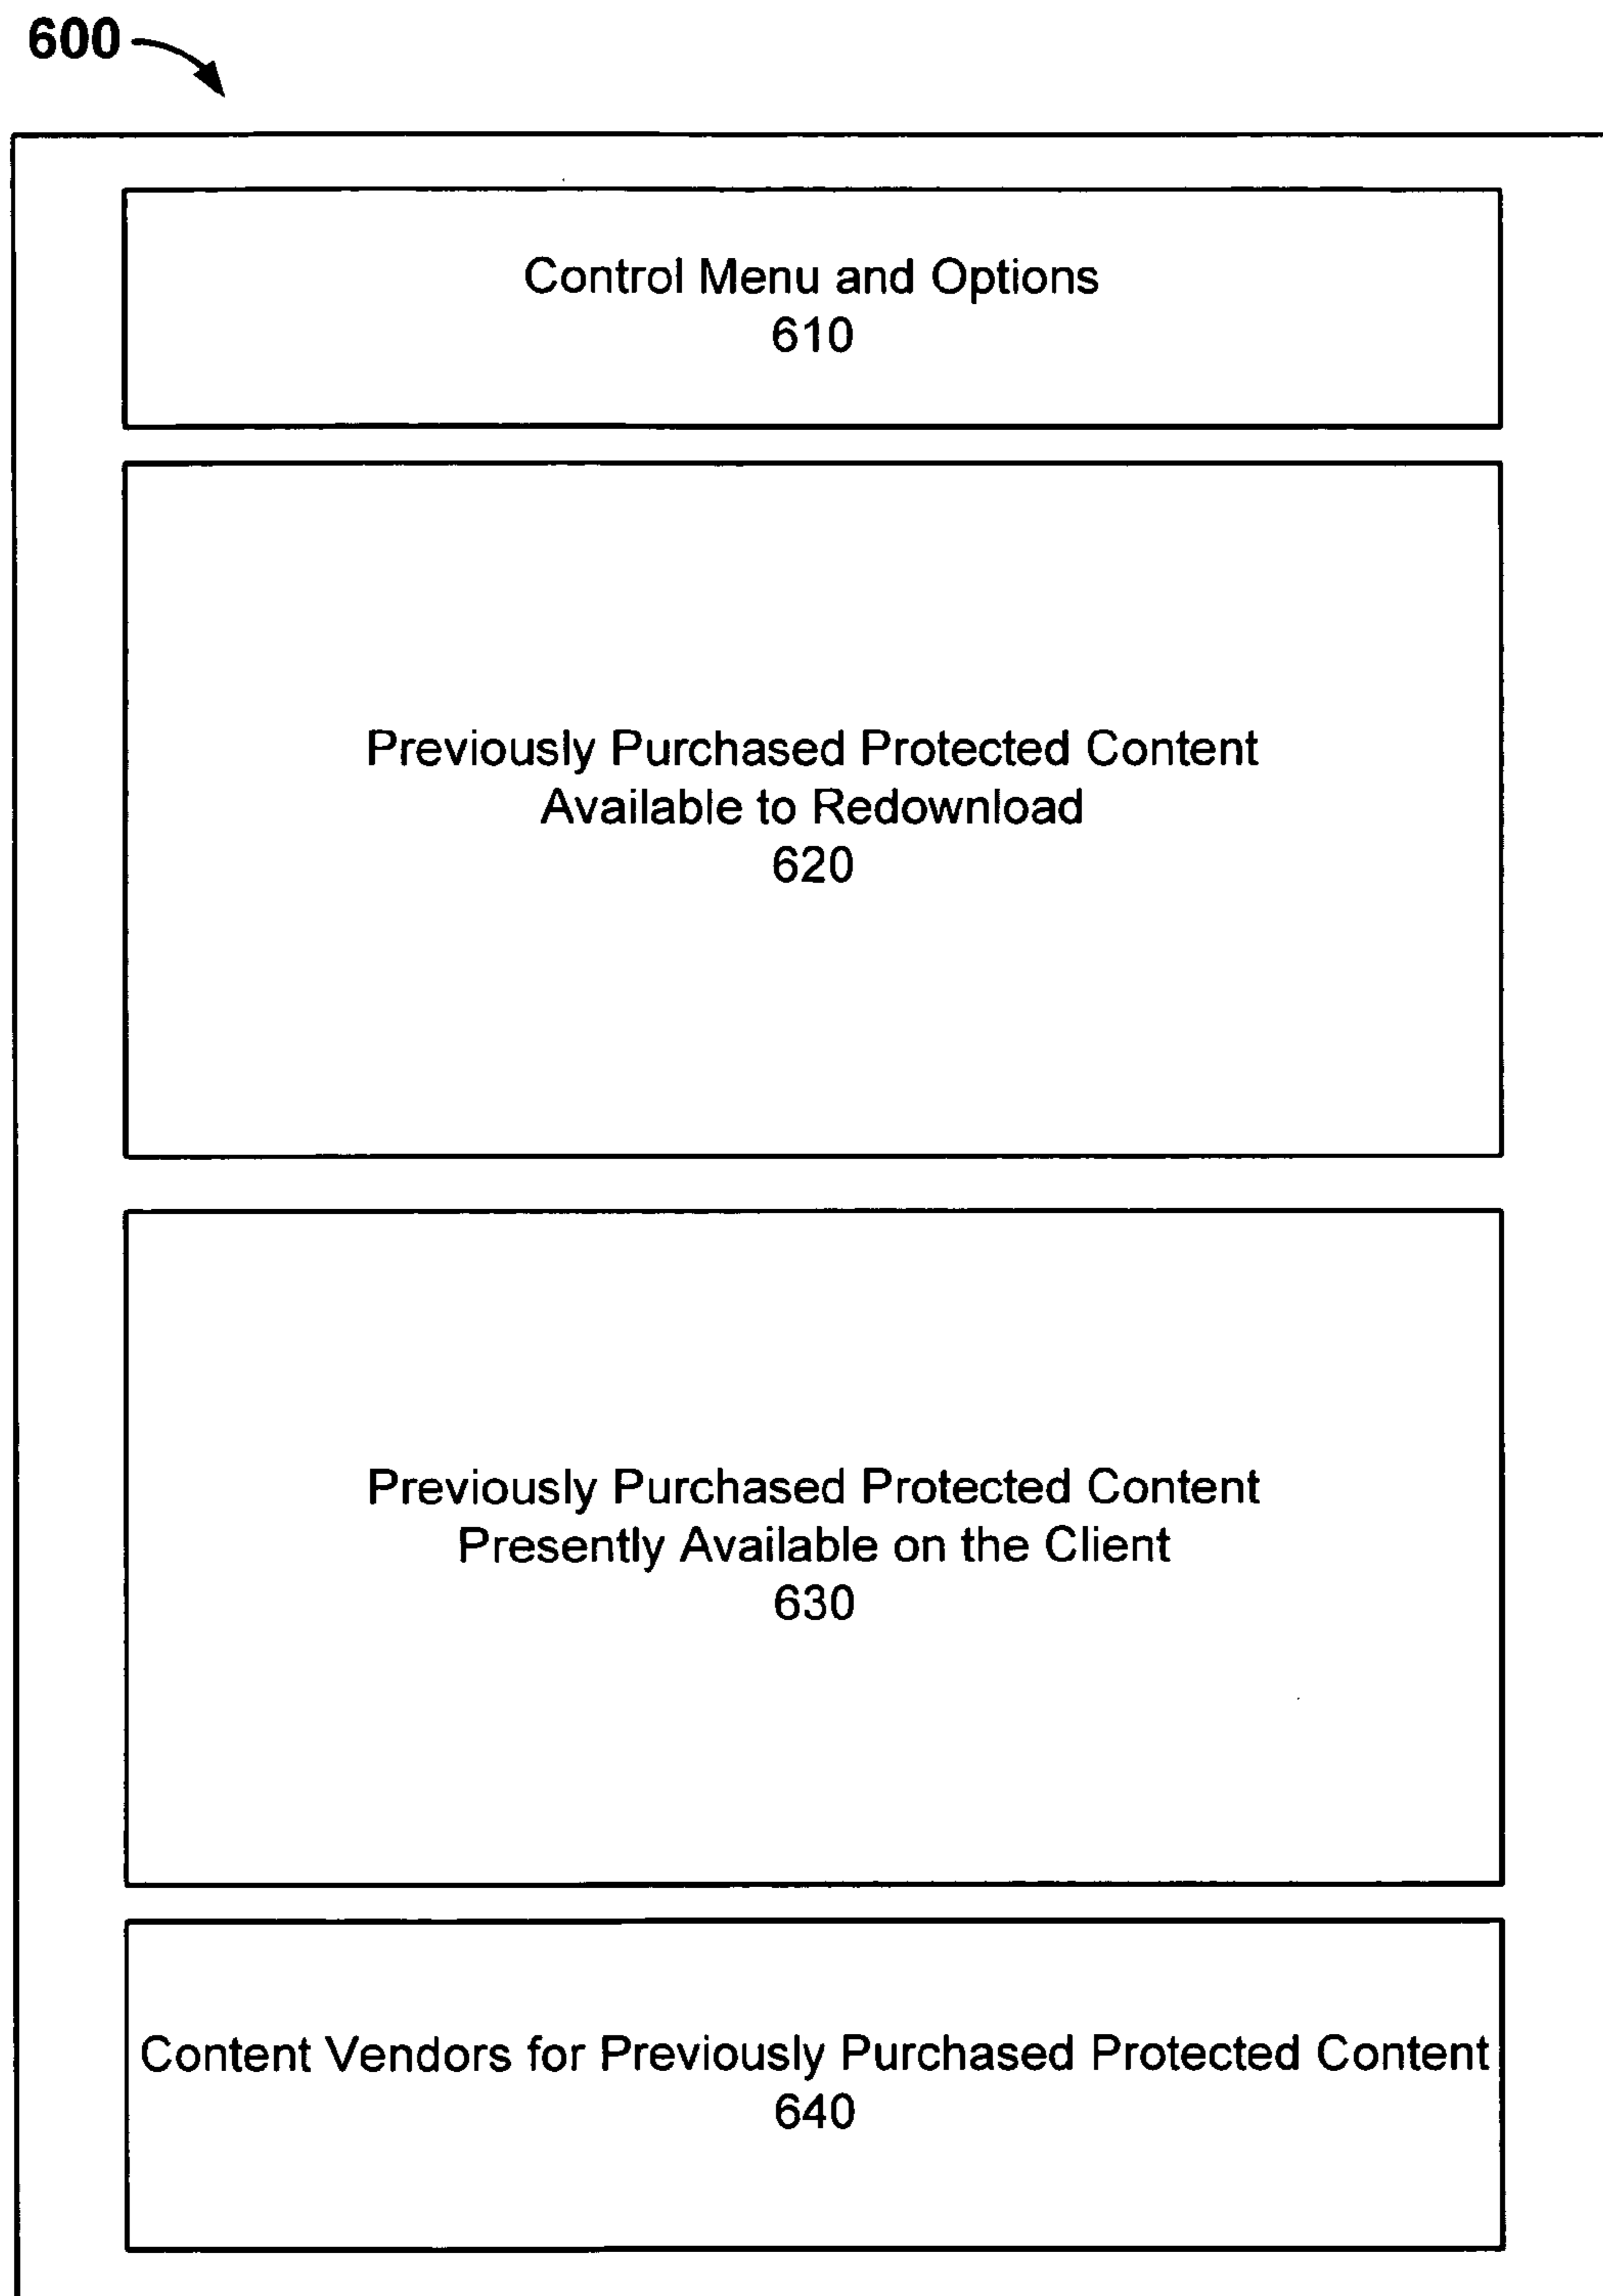 600
Control Menu and Options
610
Previously Purchased Protected Content
Available to Redownload
620
Previously Purchased Protected Content
Presently Available on the Client
630
Content Vendors for Previously Purchased Protected Content
640